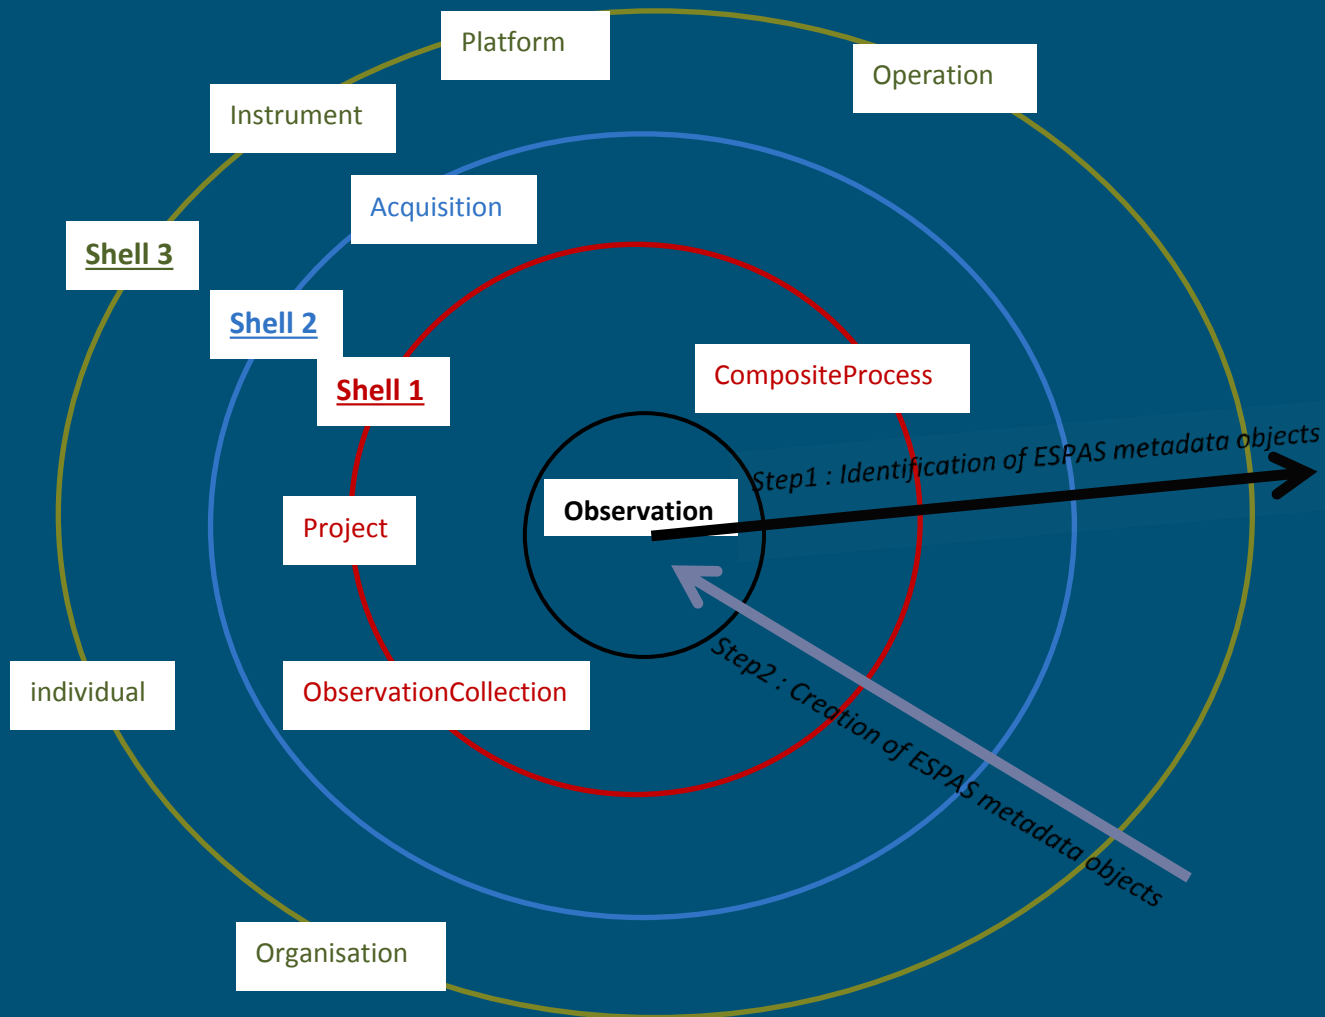 Platform
Operation
Instrument
Acquisition
Shell 3
Shell 2
Shell 1
CompositeProcess
Step1 : Identification of ESPAS metadata objects
Observation
Project
Step2 : Creation of ESPAS metadata objects
individual
ObservationCollection
Organisation